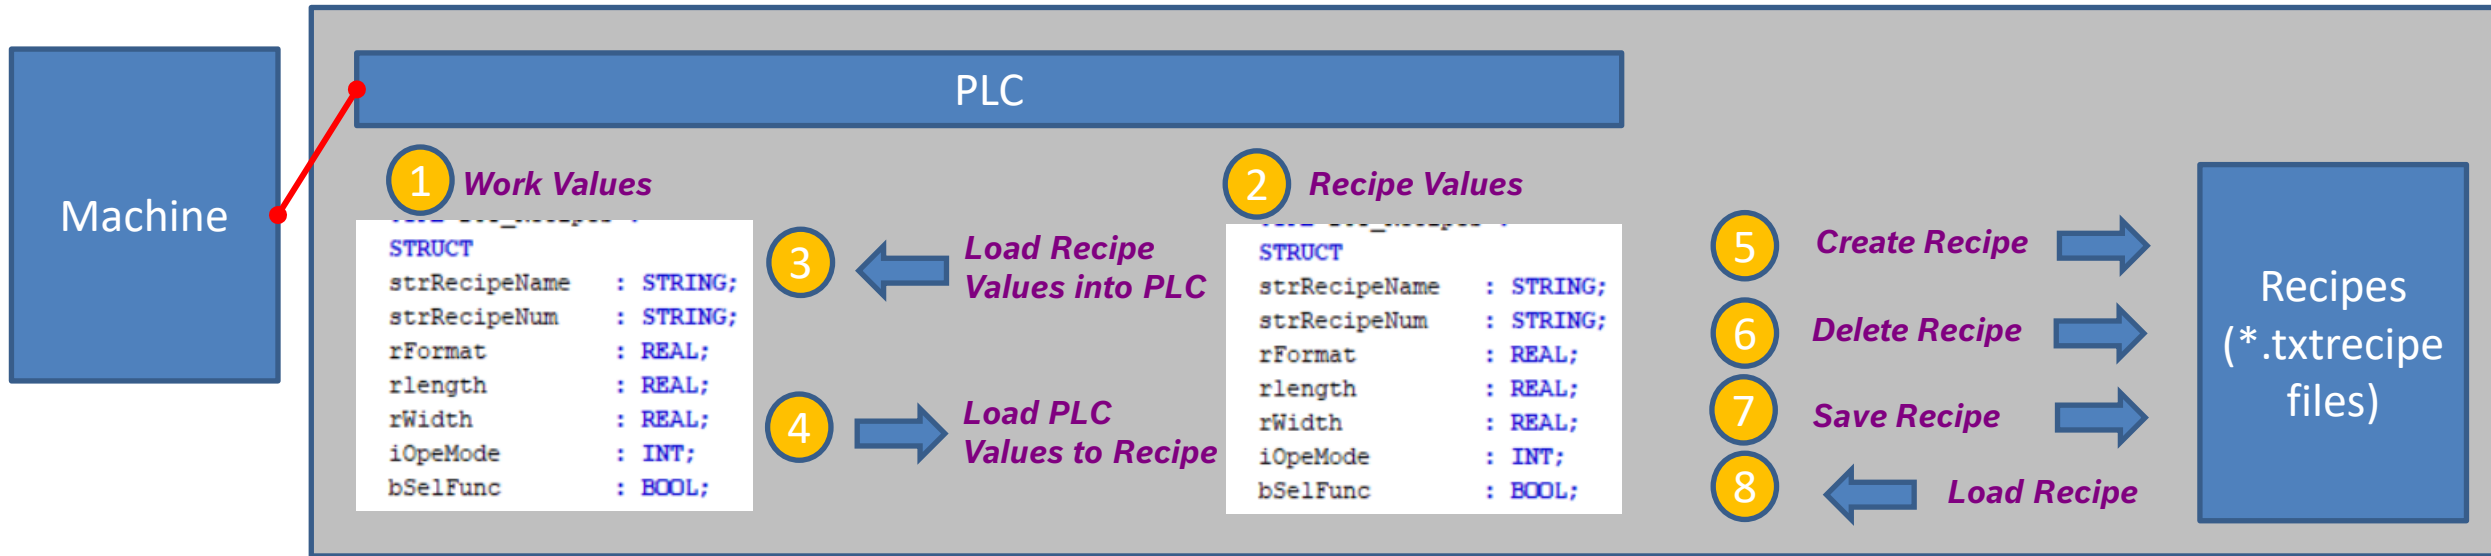 Machine
PLC
1 Work Values
STRUCT
strRecipeName : STRING;
strRecipeNum : STRING;
rFormat : REAL;
rlength : REAL;
rWidth : REAL;
iOpeMode : INT;
bSelFunc : BOOL;
3 Load Recipe
Values into PLC
4 Load PLC
Values to Recipe
2 Recipe Values
STRUCT
strRecipeName : STRING;
strRecipeNum : STRING;
rFormat : REAL;
rlength : REAL;
rWidth : REAL;
iOpeMode : INT;
bSelFunc : BOOL;
5 Create Recipe
6 Delete Recipe
7 Save Recipe
8 Load Recipe
Recipes
(*.txtrecipe
files)